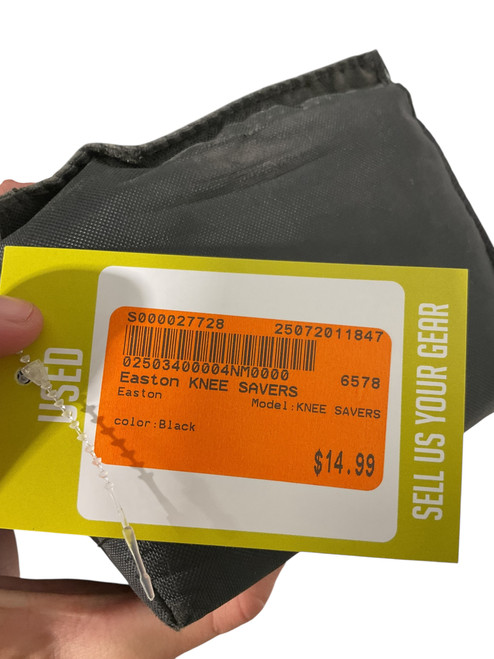 USED
S000027728 25072011847
02503400004NM0000
Easton KNEE SAVERS 6578
Easton Model:KNEE SAVERS
color:Black
$14.99
SELL US YOUR GEAR